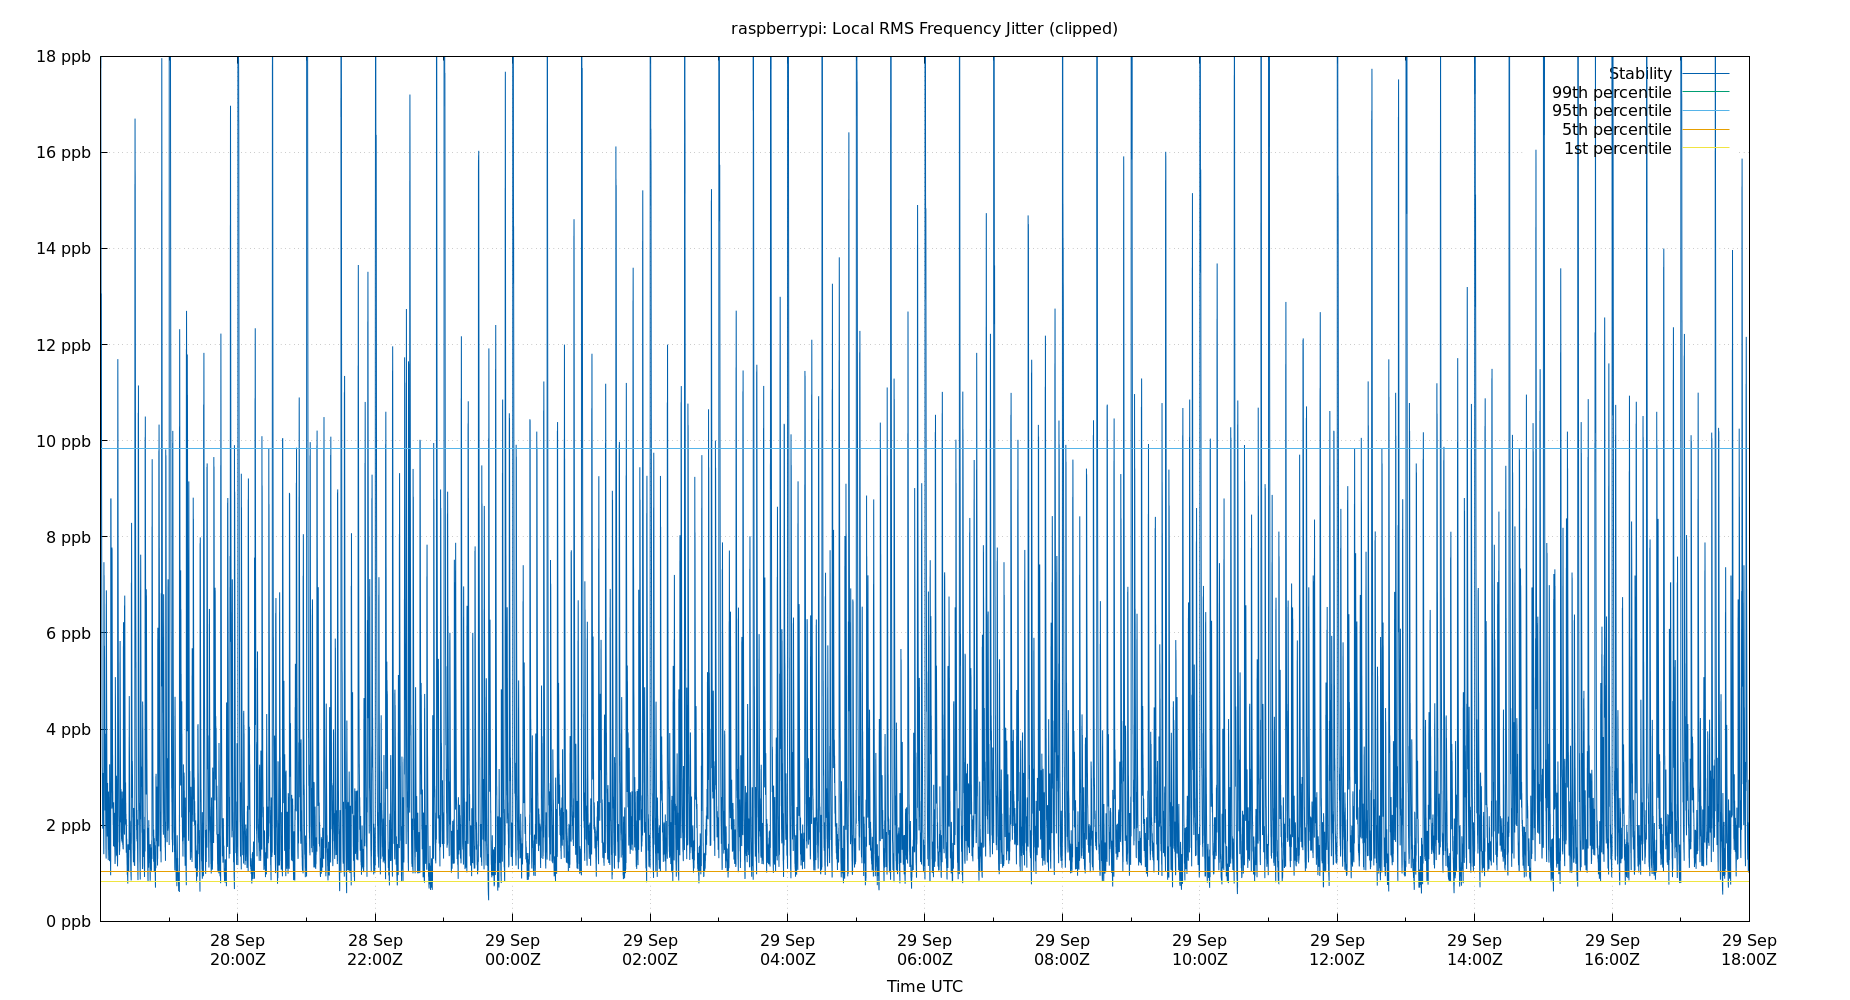 raspberrypi: Local RMS Frequency Jitter (clipped)
18 ppb
16 ppb
14 ppb
12 ppb
10 ppb
8 ppb
6 ppb
4 ppb
2 ppb
0 ppb
Stability
99th percentile
95th percentile
5th percentile
1st percentile
28 Sep
20:00Z
28 Sep
22:00Z
29 Sep
00:00Z
29 Sep
02:00Z
29 Sep
04:00Z
29 Sep
06:00Z
29 Sep
08:00Z
29 Sep
10:00Z
29 Sep
12:00Z
29 Sep
14:00Z
29 Sep
16:00Z
29 Sep
18:00Z
Time UTC